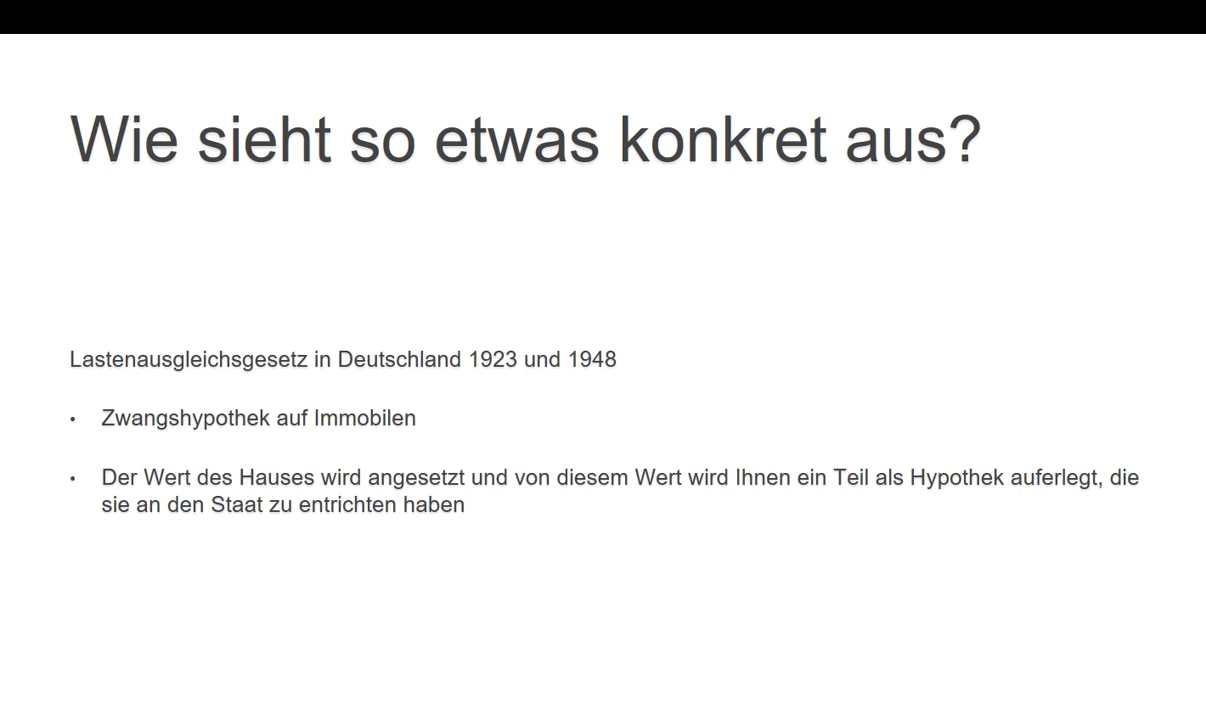 Wie sieht so etwas konkret aus?
Lastenausgleichsgesetz in Deutschland 1923 und 1948
• Zwangshypothek auf Immobilen
• Der Wert des Hauses wird angesetzt und von diesem Wert wird Ihnen ein Teil als Hypothek auferlegt, die
sie an den Staat zu entrichten haben